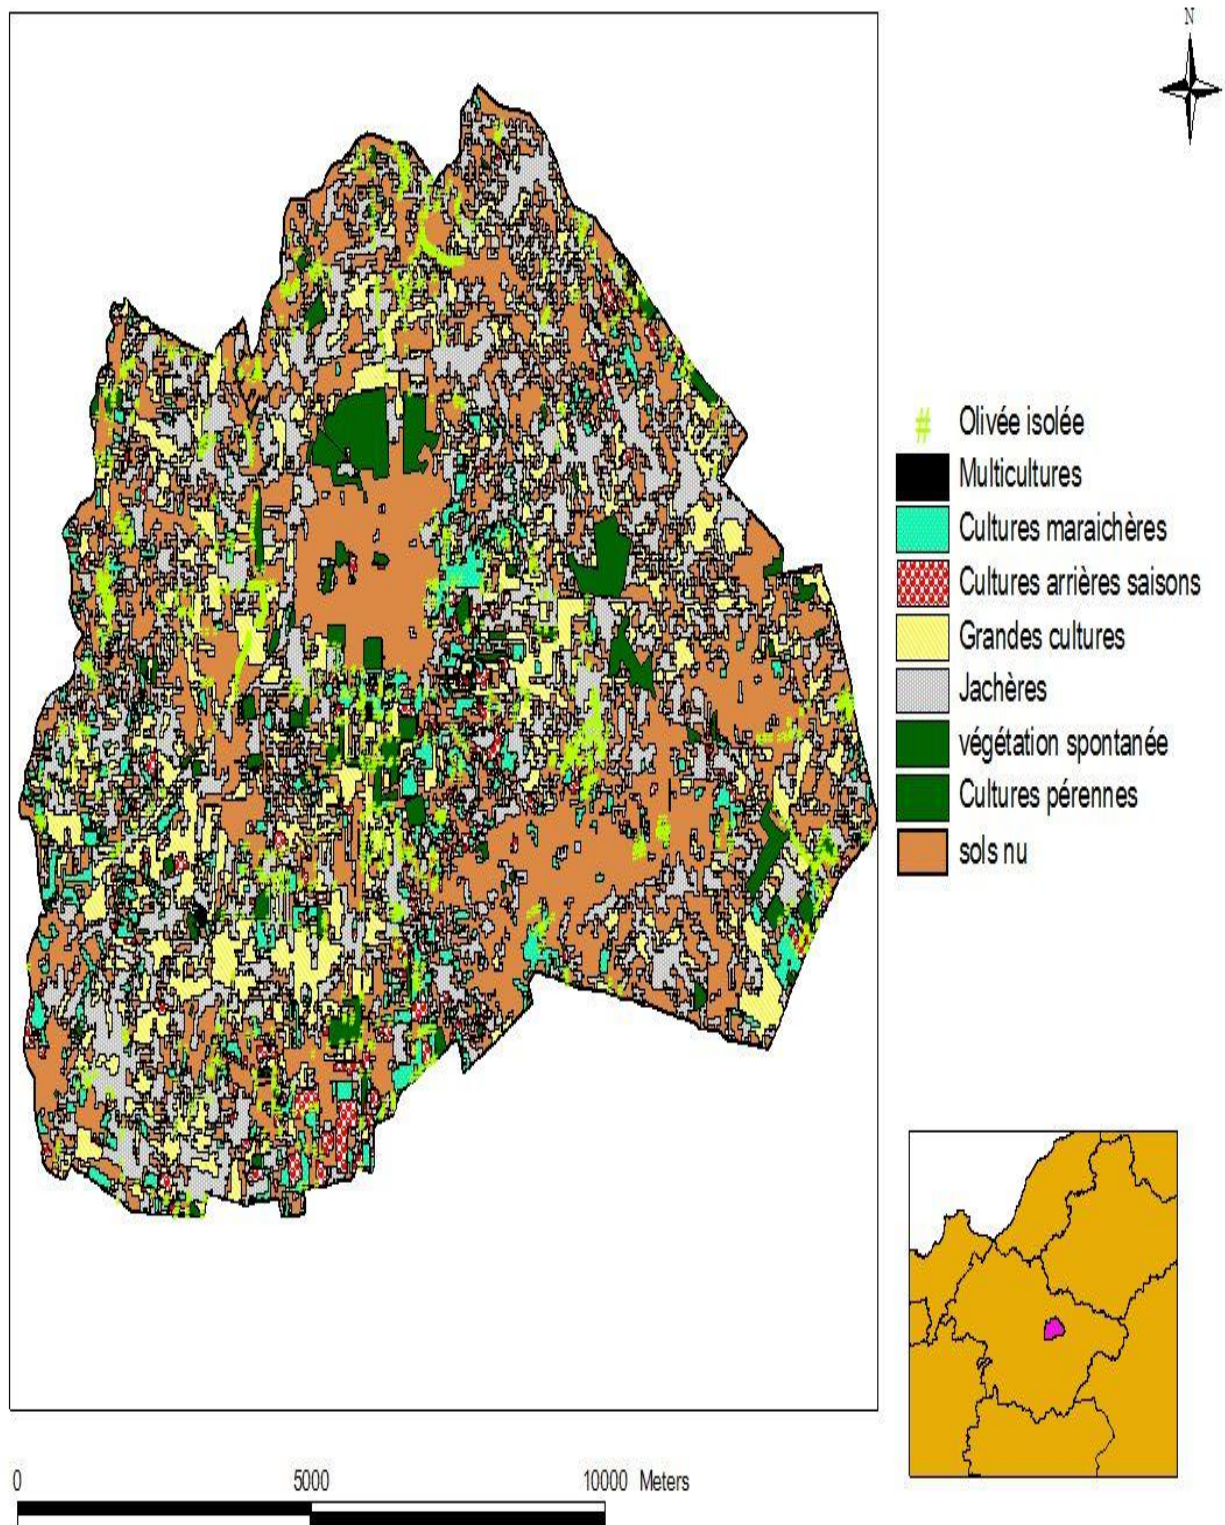 N
# Olivée isolée
Multicultures
Cultures maraichères
Cultures arrières saisons
Grandes cultures
Jachères
végétation spontanée
Cultures pérennes
sols nu
0 5000 10000 Meters